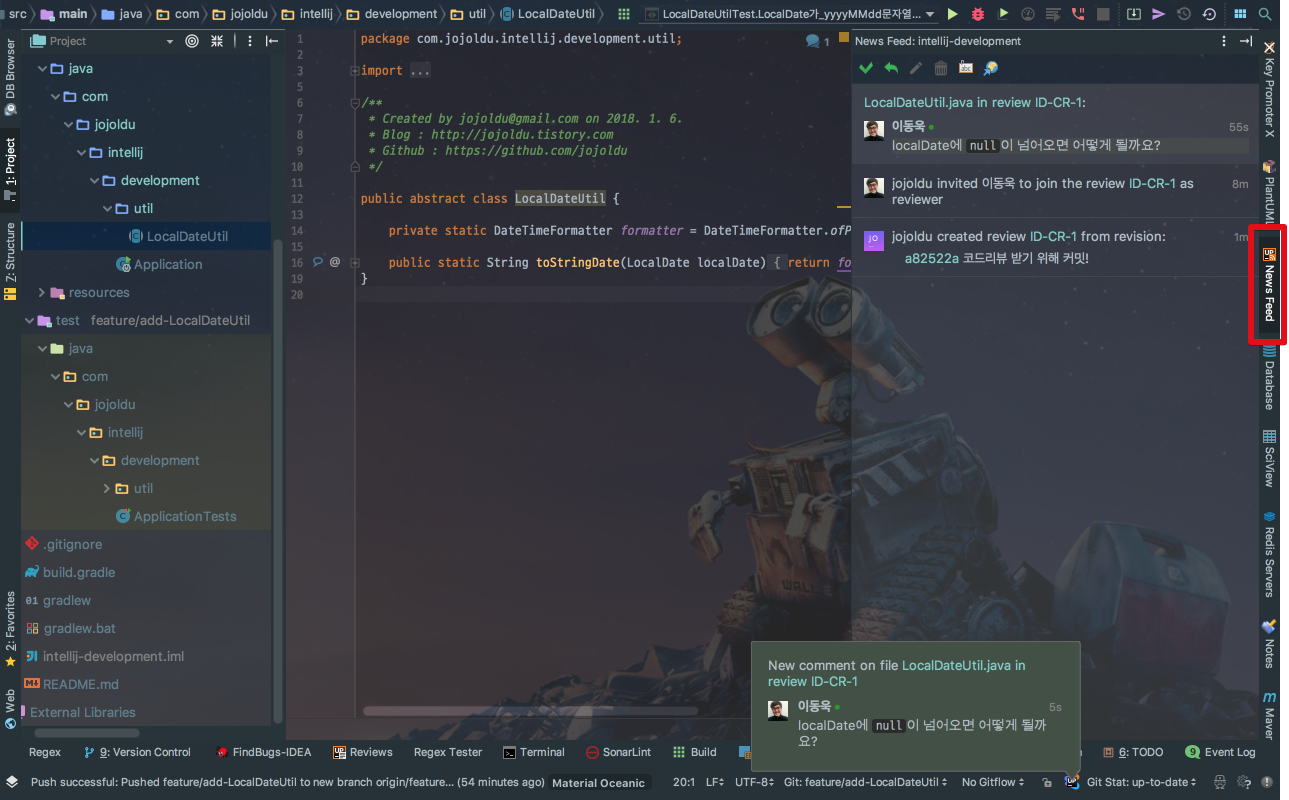 src main java com jojoldu intellij development util LocalDateUtil LocalDateUtilTest.LocalDate가_yyyyMMdd문자열...
DB Browser
1: Project
Z: Structure
2: Favorites
Web
Project
java
com
jojoldu
intellij
development
util
LocalDateUtil
Application
resources
test feature/add-LocalDateUtil
java
com
jojoldu
intellij
development
util
ApplicationTests
.gitignore
build.gradle
gradlew
gradlew.bat
intellij-development.iml
README.md
External Libraries
1 package com.jojoldu.intellij.development.util;
2
3 import ...
5
6 /**
7 * Created by jojoldu@gmail.com on 2018. 1. 6.
8 * Blog : http://jojoldu.tistory.com
9 * Github : https://github.com/jojoldu
10 */
11
12 public abstract class LocalDateUtil {
13
14 private static DateTimeFormatter formatter = DateTimeFormatter.ofP
15
16 public static String toStringDate(LocalDate localDate) { return fo
19 }
20
1
News Feed: intellij-development
LocalDateUtil.java in review ID-CR-1:
이동욱 55s
localDate에 null이 넘어오면 어떻게 될까요?
jojoldu invited 이동욱 to join the review ID-CR-1 as 8m
reviewer
JO
jojoldu created review ID-CR-1 from revision: 1m
a82522a 코드리뷰 받기 위해 커밋!
Key Promoter X
PlantUML
News Feed
Database
SciView
Redis Servers
Notes
Maven
WALL
New comment on file LocalDateUtil.java in
review ID-CR-1
이동욱 5s
localDate에 null이 넘어오면 어떻게 될까
요?
Regex 9: Version Control FindBugs-IDEA Reviews Regex Tester Terminal SonarLint Build 6: TODO 9 Event Log
Push successful: Pushed feature/add-LocalDateUtil to new branch origin/feature... (54 minutes ago) Material Oceanic 20:1 LF UTF-8 Git: feature/add-LocalDateUtil No Gitflow Git Stat: up-to-date